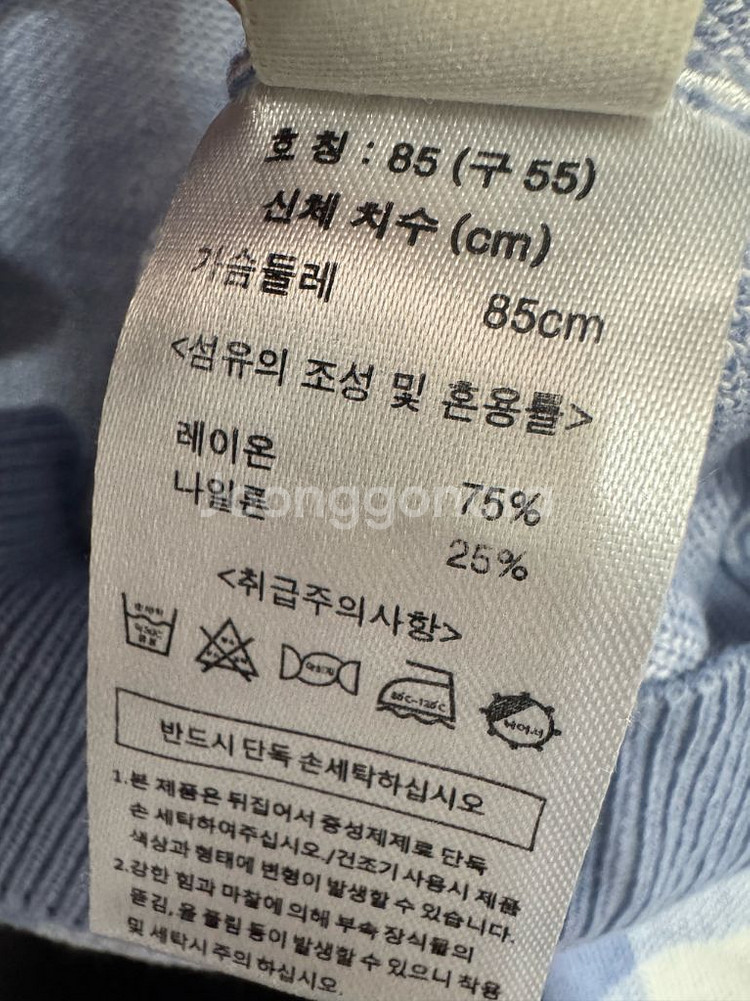 호 칭 : 85 (구 55)
신체 치수 (cm)
가슴둘레 85cm
<섬유의 조성 및 혼용률>
레이온 75%
나일론 25%
<취급주의사항>
80℃-120℃
뉘어서
반드시 단독 손세탁하십시오
1.본 제품은 뒤집어서 중성제제로 단독
손 세탁하여주십시오./건조기 사용시 제품
색상과 형태에 변형이 발생할 수 있습니다.
2.강한 힘과 마찰에 의해 부속 장식물의
뜯김, 올 풀림 등이 발생할 수 있으니 착용
및 세탁시 주의 하십시오.